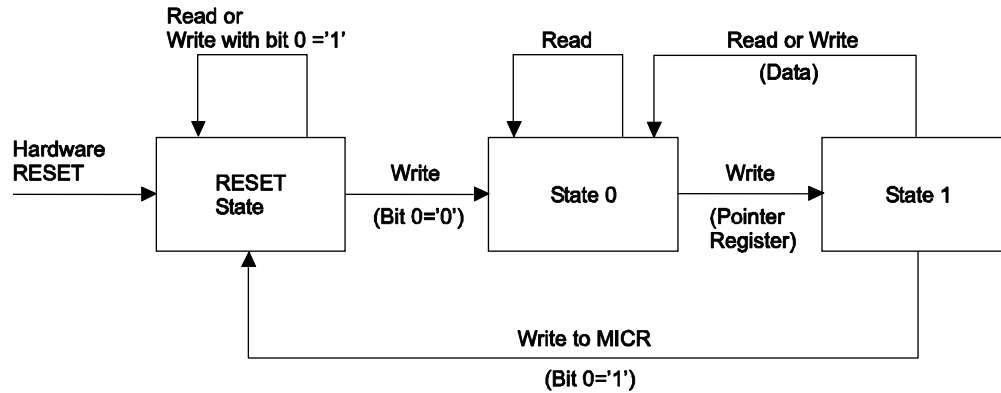 Read or
Write with bit 0 ='1'
Read
Read or Write
(Data)
Hardware
RESET
RESET
State
Write
(Bit 0='0')
State 0
Write
(Pointer
Register)
State 1
Write to MICR
(Bit 0='1')